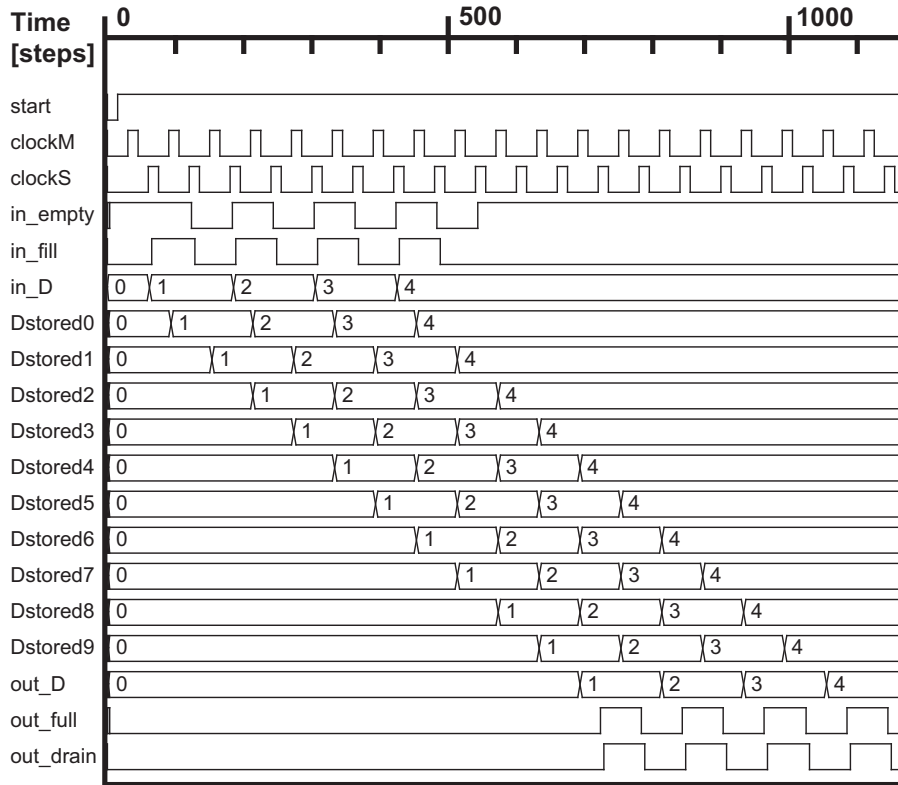 Time 0 500 1000
[steps]
start
clockM
clockS
in_empty
in_fill
in_D 0 1 2 3 4
Dstored0 0 1 2 3 4
Dstored1 0 1 2 3 4
Dstored2 0 1 2 3 4
Dstored3 0 1 2 3 4
Dstored4 0 1 2 3 4
Dstored5 0 1 2 3 4
Dstored6 0 1 2 3 4
Dstored7 0 1 2 3 4
Dstored8 0 1 2 3 4
Dstored9 0 1 2 3 4
out_D 0 1 2 3 4
out_full
out_drain